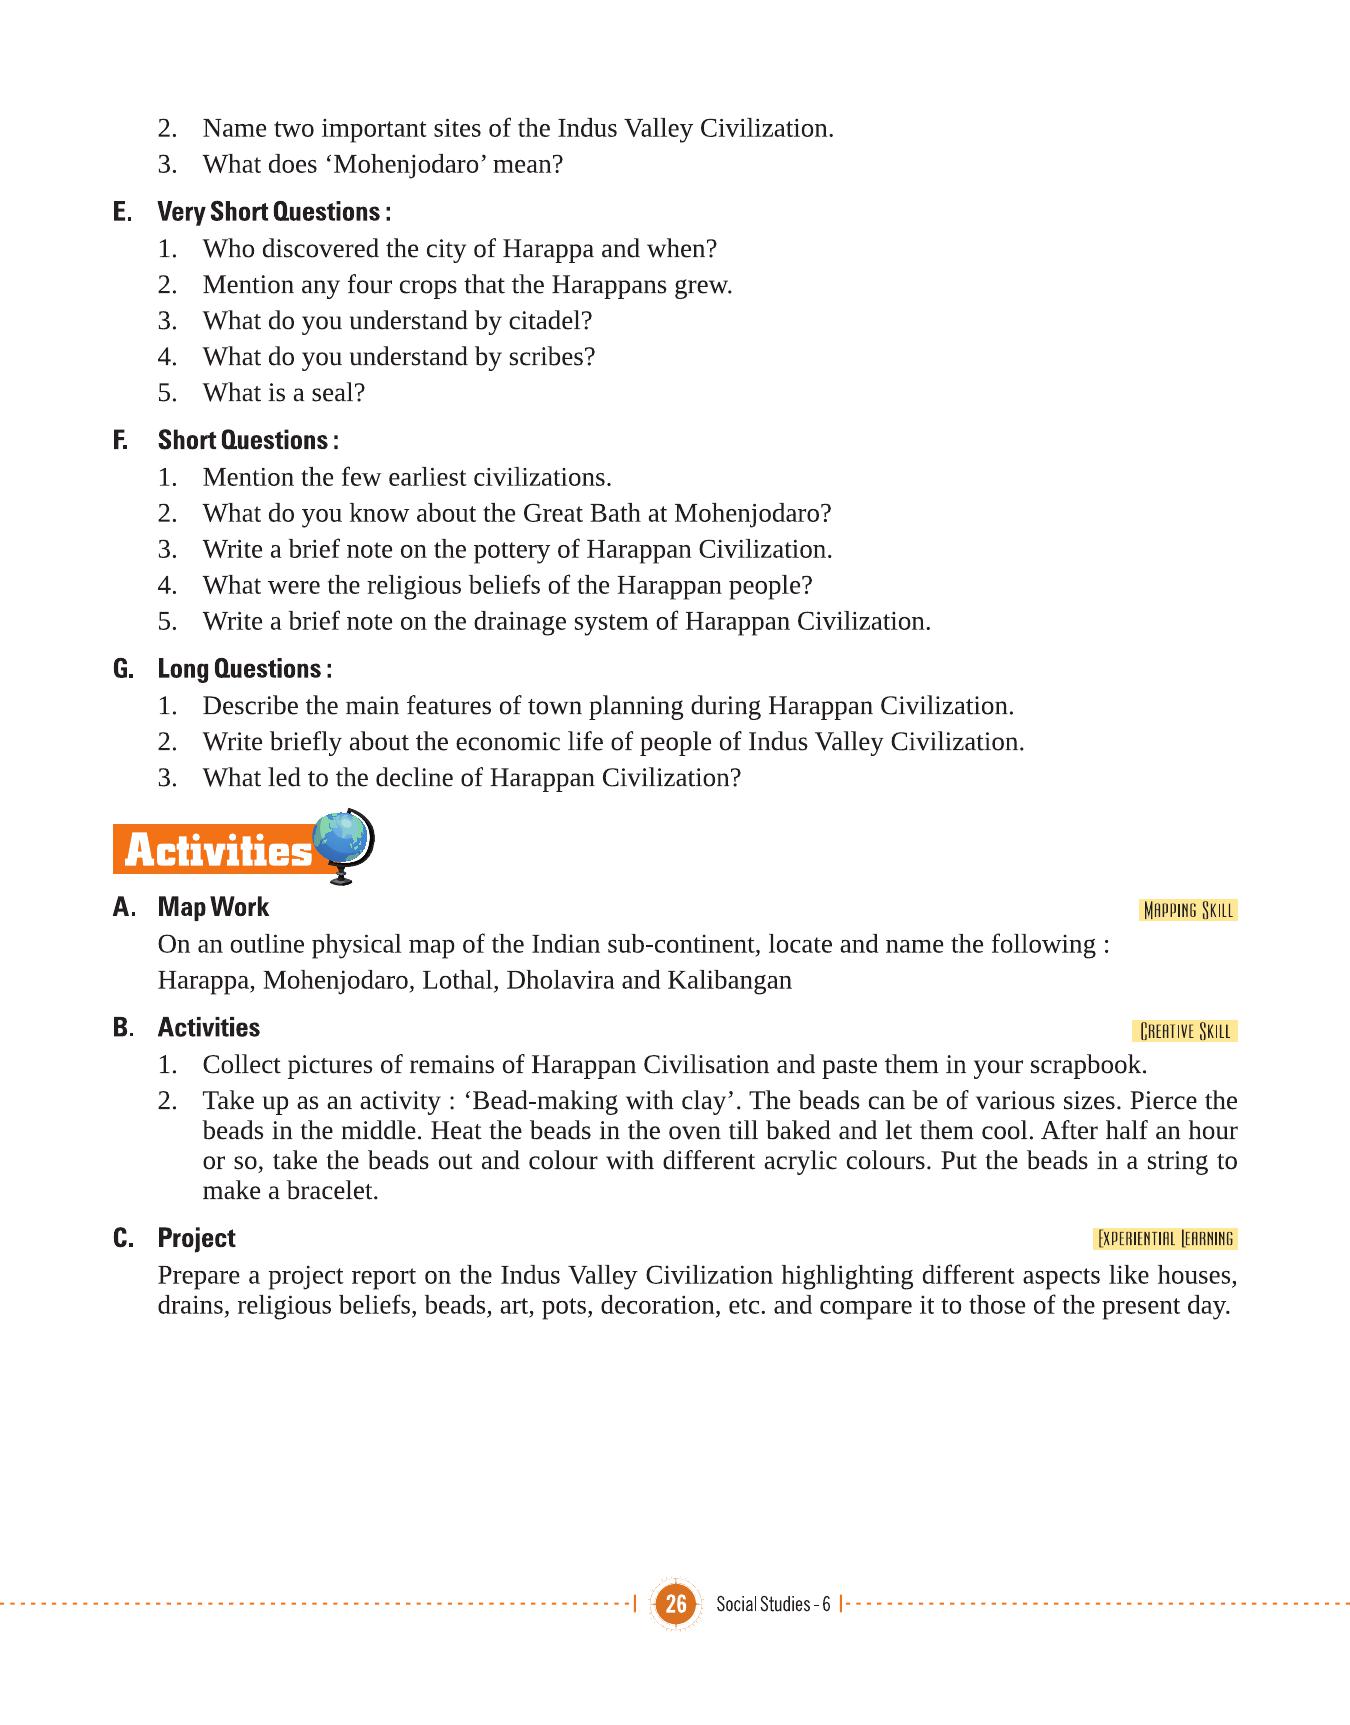 2. Name two important sites of the Indus Valley Civilization.
3. What does ‘Mohenjodaro’ mean?
E. Very Short Questions :
1. Who discovered the city of Harappa and when?
2. Mention any four crops that the Harappans grew.
3. What do you understand by citadel?
4. What do you understand by scribes?
5. What is a seal?
F. Short Questions :
1. Mention the few earliest civilizations.
2. What do you know about the Great Bath at Mohenjodaro?
3. Write a brief note on the pottery of Harappan Civilization.
4. What were the religious beliefs of the Harappan people?
5. Write a brief note on the drainage system of Harappan Civilization.
G. Long Questions :
1. Describe the main features of town planning during Harappan Civilization.
2. Write briefly about the economic life of people of Indus Valley Civilization.
3. What led to the decline of Harappan Civilization?
Activities
A. Map Work Mapping Skill
On an outline physical map of the Indian sub-continent, locate and name the following :
Harappa, Mohenjodaro, Lothal, Dholavira and Kalibangan
B. Activities Creative Skill
1. Collect pictures of remains of Harappan Civilisation and paste them in your scrapbook.
2. Take up as an activity : ‘Bead-making with clay’. The beads can be of various sizes. Pierce the
beads in the middle. Heat the beads in the oven till baked and let them cool. After half an hour
or so, take the beads out and colour with different acrylic colours. Put the beads in a string to
make a bracelet.
C. Project Experiential Learning
Prepare a project report on the Indus Valley Civilization highlighting different aspects like houses,
drains, religious beliefs, beads, art, pots, decoration, etc. and compare it to those of the present day.
26 Social Studies - 6